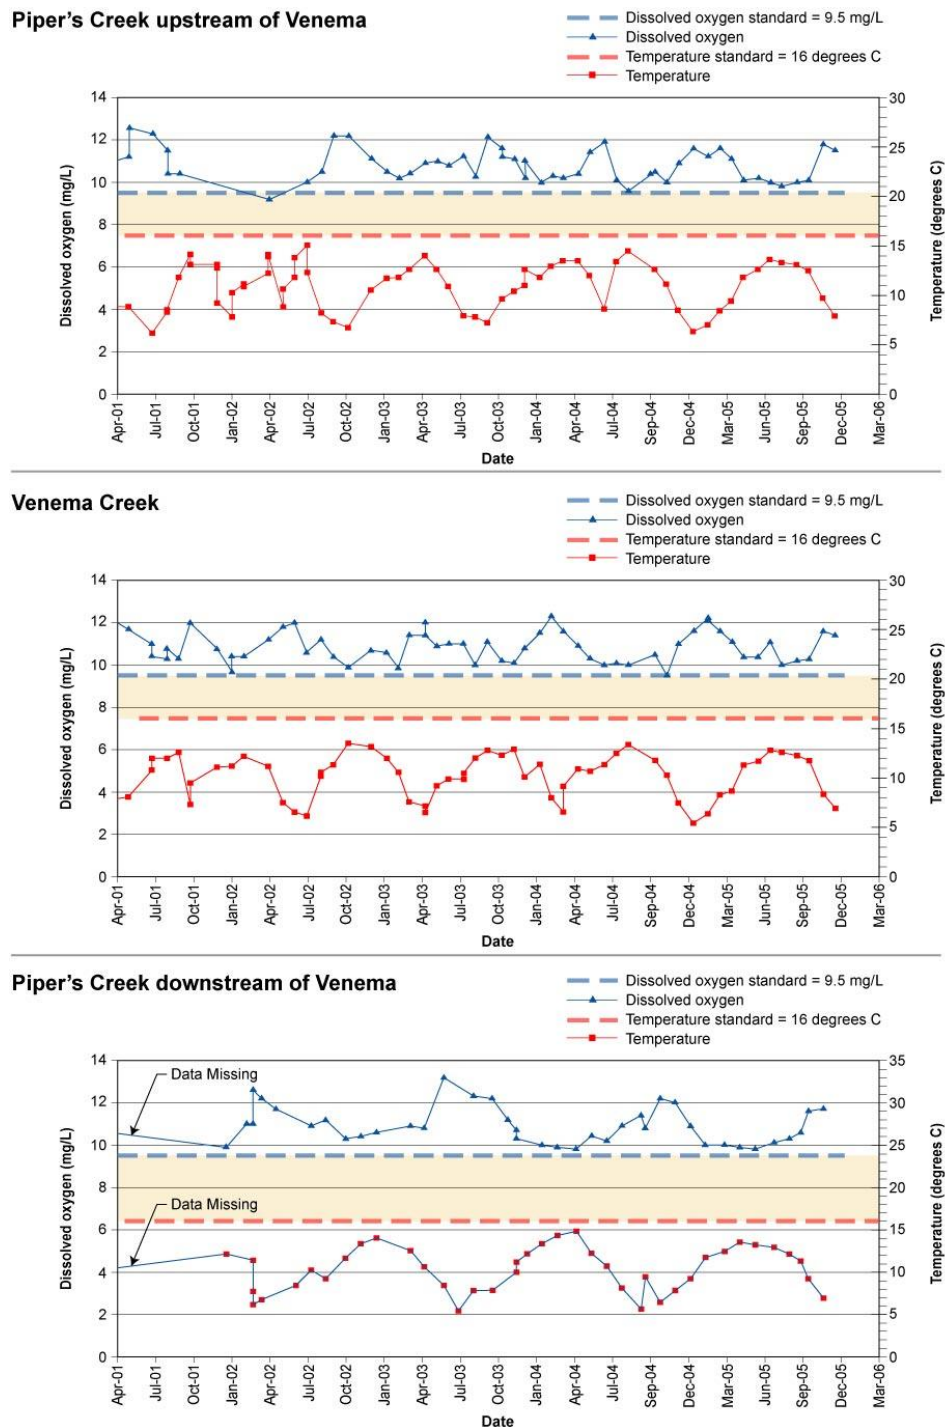 Piper's Creek upstream of Venema
Dissolved oxygen standard = 9.5 mg/L
Dissolved oxygen
Temperature standard = 16 degrees C
Temperature
Dissolved oxygen (mg/L)
14
12
10
8
6
4
2
0
30
25
20
15
10
5
0
Temperature (degrees C)
Apr-01 Jul-01 Oct-01 Jan-02 Apr-02 Jul-02 Oct-02 Jan-03 Apr-03 Jul-03 Oct-03 Jan-04 Apr-04 Jul-04 Sep-04 Dec-04 Mar-05 Jun-05 Sep-05 Dec-05 Mar-06
Date
Venema Creek
Dissolved oxygen standard = 9.5 mg/L
Dissolved oxygen
Temperature standard = 16 degrees C
Temperature
Dissolved oxygen (mg/L)
14
12
10
8
6
4
2
0
30
25
20
15
10
5
0
Temperature (degrees C)
Apr-01 Jul-01 Oct-01 Jan-02 Apr-02 Jul-02 Oct-02 Jan-03 Apr-03 Jul-03 Oct-03 Jan-04 Apr-04 Jul-04 Sep-04 Dec-04 Mar-05 Jun-05 Sep-05 Dec-05 Mar-06
Date
Piper's Creek downstream of Venema
Dissolved oxygen standard = 9.5 mg/L
Dissolved oxygen
Temperature standard = 16 degrees C
Temperature
Dissolved oxygen (mg/L)
14
12
10
8
6
4
2
0
Data Missing
Data Missing
35
30
25
20
15
10
5
0
Temperature (degrees C)
Apr-01 Jul-01 Oct-01 Jan-02 Apr-02 Jul-02 Oct-02 Jan-03 Apr-03 Jul-03 Oct-03 Jan-04 Apr-04 Jul-04 Sep-04 Dec-04 Mar-05 Jun-05 Sep-05 Dec-05 Mar-06
Date